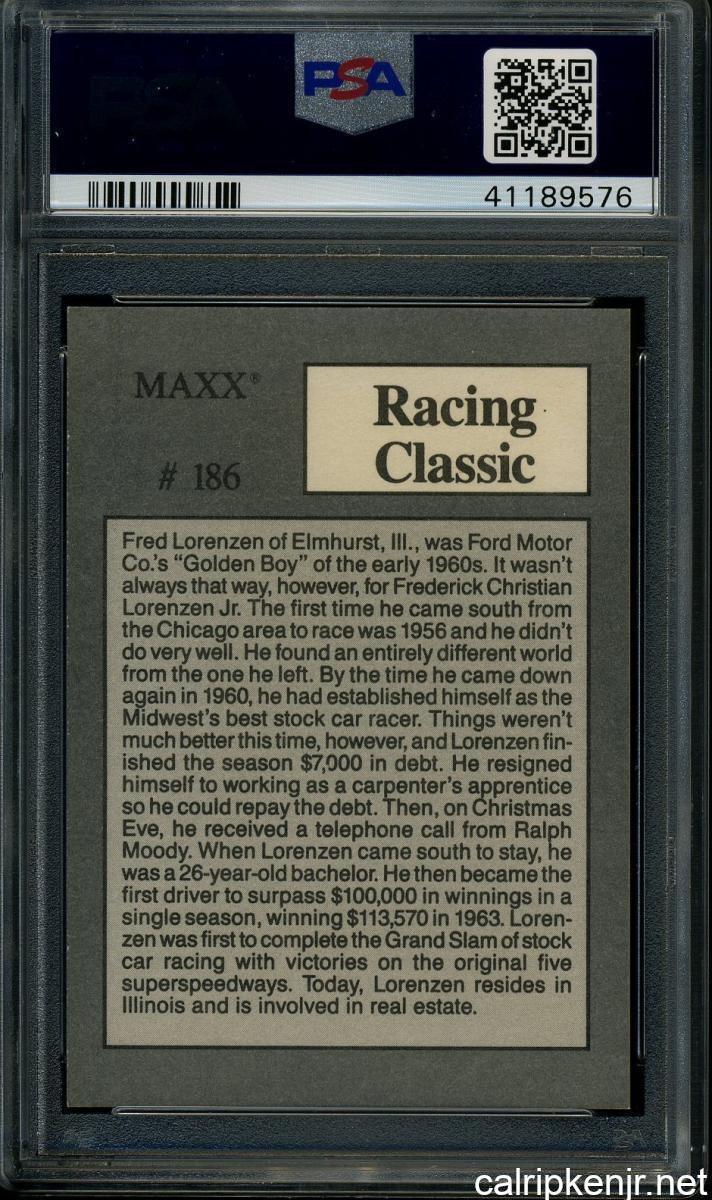 PSA
41189576
MAXX®
Racing
Classic
# 186
Fred Lorenzen of Elmhurst, Ill., was Ford Motor
Co.'s "Golden Boy" of the early 1960s. It wasn't
always that way, however, for Frederick Christian
Lorenzen Jr. The first time he came south from
the Chicago area to race was 1956 and he didn't
do very well. He found an entirely different world
from the one he left. By the time he came down
again in 1960, he had established himself as the
Midwest's best stock car racer. Things weren't
much better this time, however, and Lorenzen fin-
ished the season $7,000 in debt. He resigned
himself to working as a carpenter's apprentice
so he could repay the debt. Then, on Christmas
Eve, he received a telephone call from Ralph
Moody. When Lorenzen came south to stay, he
was a 26-year-old bachelor. He then became the
first driver to surpass $100,000 in winnings in a
single season, winning $113,570 in 1963. Loren-
zen was first to complete the Grand Slam of stock
car racing with victories on the original five
superspeedways. Today, Lorenzen resides in
Illinois and is involved in real estate.
calripkenjr.net